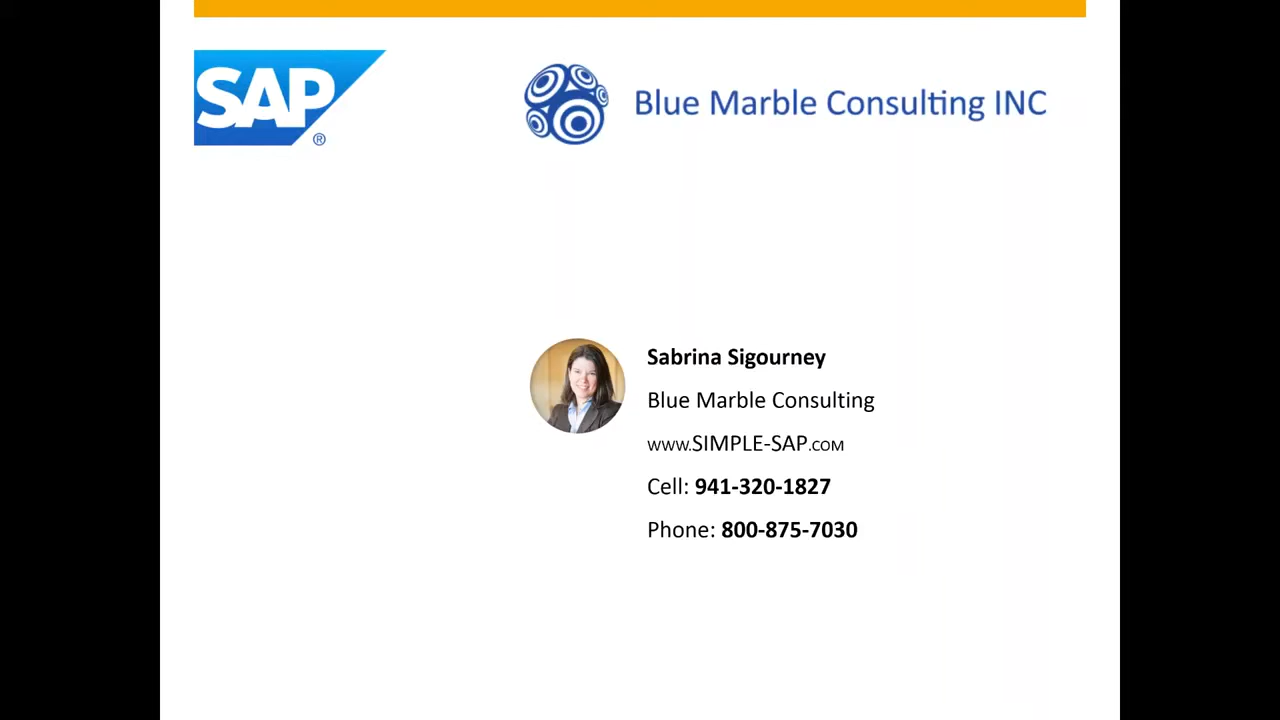 SAP
®
Blue Marble Consulting INC
Sabrina Sigourney
Blue Marble Consulting
www.SIMPLE-SAP.com
Cell: 941-320-1827
Phone: 800-875-7030